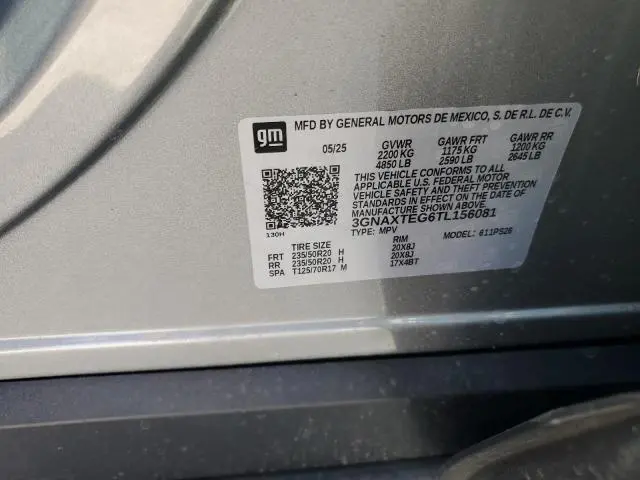 gm
MFD BY GENERAL MOTORS DE MEXICO, S. DE R.L. DE C.V.
05/25 GVWR GAWR FRT GAWR RR
2200 KG 1175 KG 1200 KG
4850 LB 2590 LB 2645 LB
THIS VEHICLE CONFORMS TO ALL
APPLICABLE U.S. FEDERAL MOTOR
VEHICLE SAFETY AND THEFT PREVENTION
STANDARDS IN EFFECT ON THE DATE OF
MANUFACTURE SHOWN ABOVE.
3GNAXTEG6TL156081
130H
TYPE: MPV MODEL: 611PS26
TIRE SIZE RIM
FRT 235/50R20 H 20X8J
RR 235/50R20 H 20X8J
SPA T125/70R17 M 17X4BT